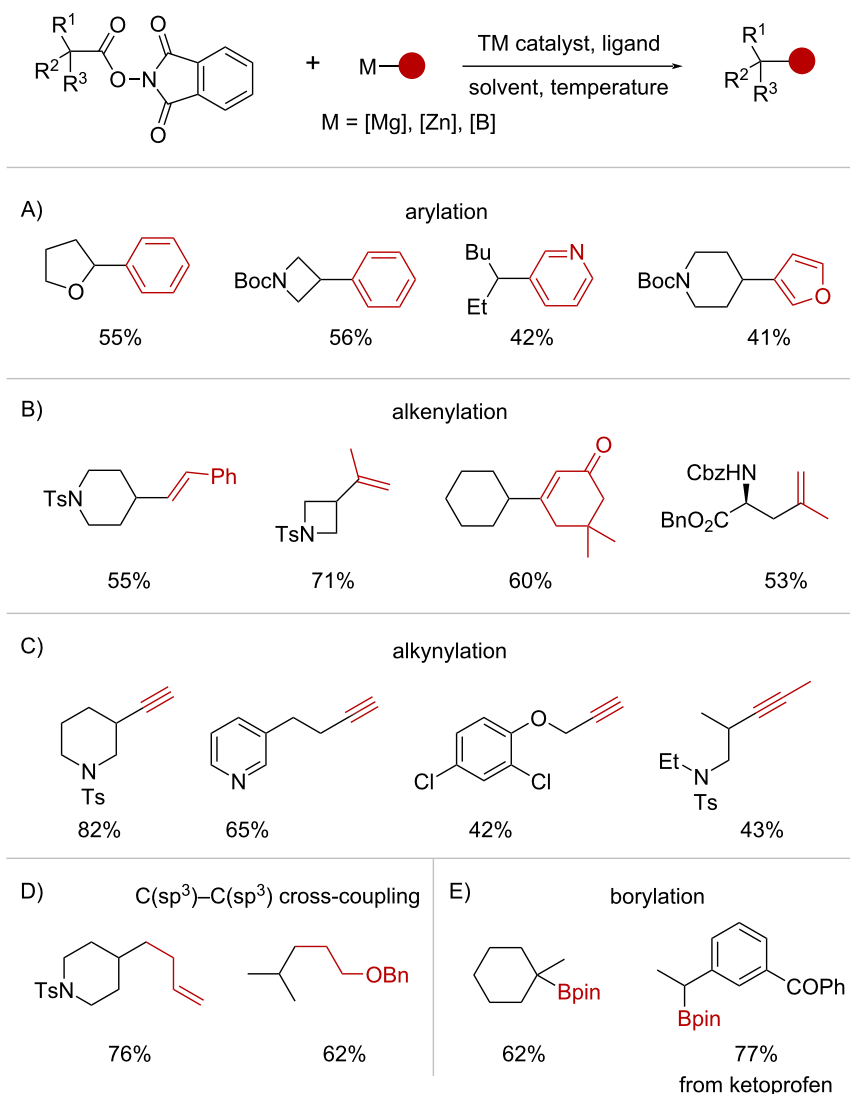 R1 O O
R2 R3 O N
O
+ M
TM catalyst, ligand
solvent, temperature
R1
R2 R3
M = [Mg], [Zn], [B]
A) arylation
O
BocN
Bu
Et
N
BocN
O
55% 56% 42% 41%
B) alkenylation
TsN Ph
TsN
O
CbzHN
BnO2C
55% 71% 60% 53%
C) alkynylation
N
Ts
N
O
Cl Cl
Et N
Ts
82% 65% 42% 43%
D) C(sp3)–C(sp3) cross-coupling
TsN
OBn
76% 62%
E) borylation
Bpin
COPh
Bpin
62% 77%
from ketoprofen